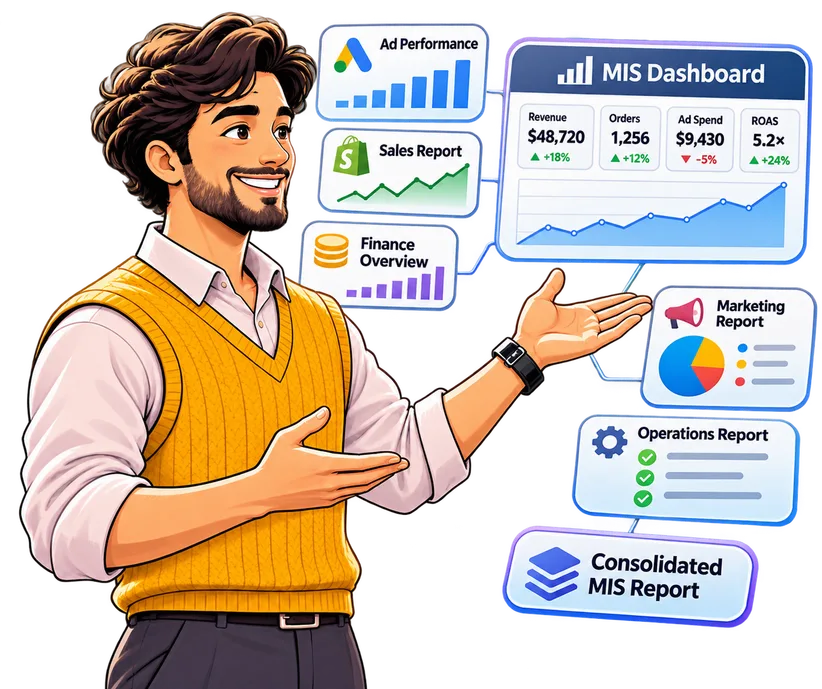 Ad Performance
S
Sales Report
Finance
Overview
MIS Dashboard
Revenue
$48,720
▲ +18%
Orders
1,256
▲ +12%
Ad Spend
$9,430
▼ -5%
ROAS
5.2×
▲ +24%
Marketing
Report
Operations Report
Consolidated
MIS Report